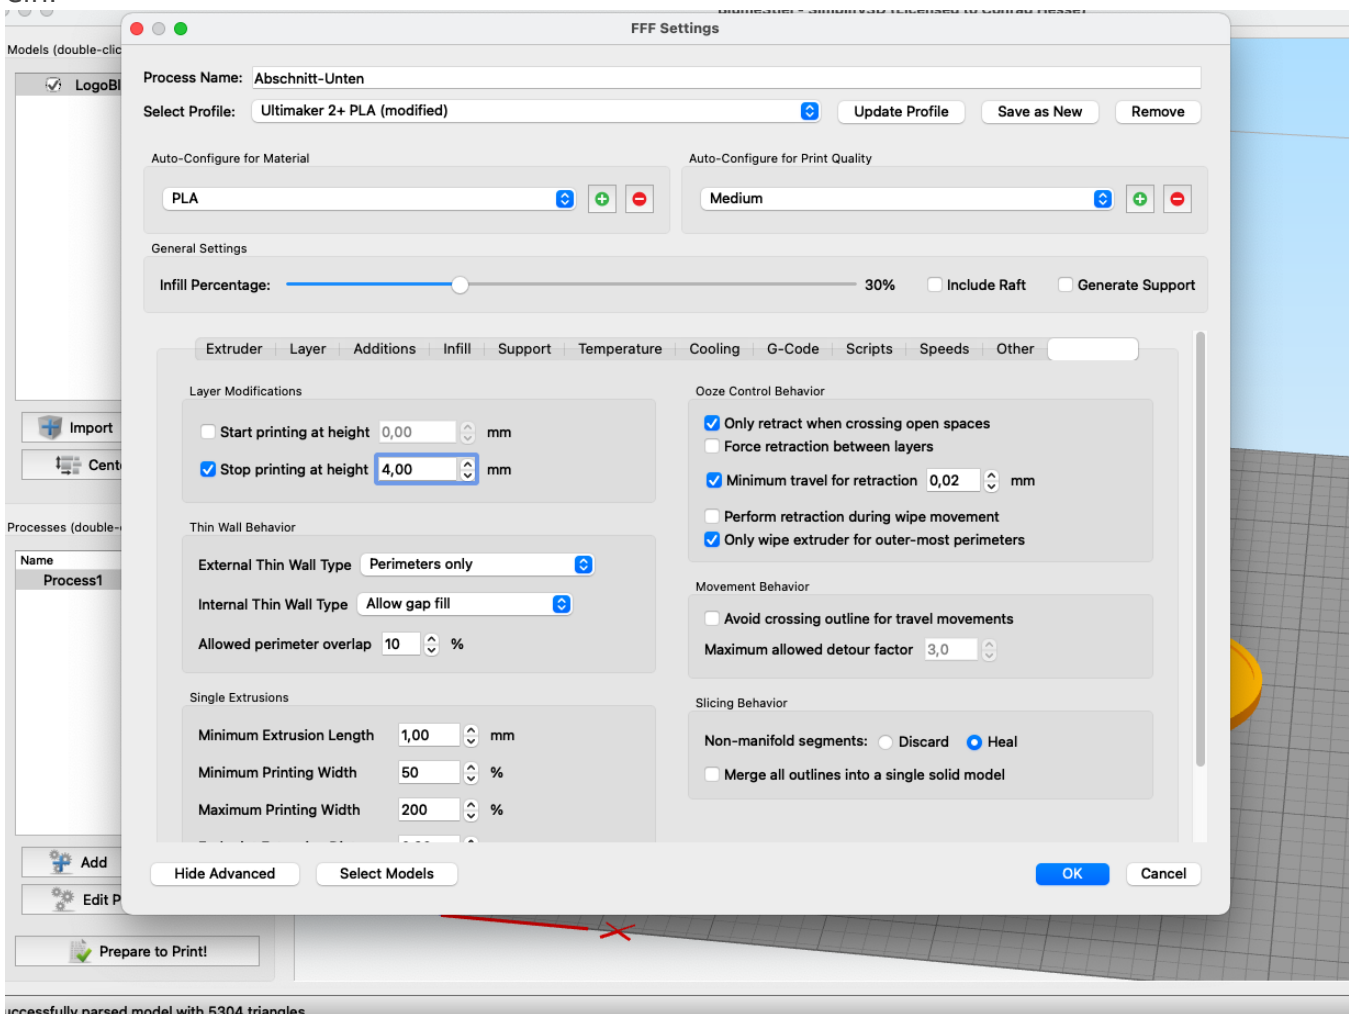 FFF Settings
Models (double-clic
LogoBl
Process Name: Abschnitt-Unten
Select Profile: Ultimaker 2+ PLA (modified) Update Profile Save as New Remove
Auto-Configure for Material
PLA
Auto-Configure for Print Quality
Medium
General Settings
Infill Percentage: 30% Include Raft Generate Support
Extruder Layer Additions Infill Support Temperature Cooling G-Code Scripts Speeds Other
Layer Modifications
Start printing at height 0,00 mm
Stop printing at height 4,00 mm
Thin Wall Behavior
External Thin Wall Type Perimeters only
Internal Thin Wall Type Allow gap fill
Allowed perimeter overlap 10 %
Single Extrusions
Minimum Extrusion Length 1,00 mm
Minimum Printing Width 50 %
Maximum Printing Width 200 %
Ooze Control Behavior
Only retract when crossing open spaces
Force retraction between layers
Minimum travel for retraction 0,02 mm
Perform retraction during wipe movement
Only wipe extruder for outer-most perimeters
Movement Behavior
Avoid crossing outline for travel movements
Maximum allowed detour factor 3,0
Slicing Behavior
Non-manifold segments: Discard Heal
Merge all outlines into a single solid model
Hide Advanced Select Models OK Cancel
Import
Cent
Processes (double-
Name
Process1
Add
Edit P
Prepare to Print!
uccessfully parsed model with 5304 triangles